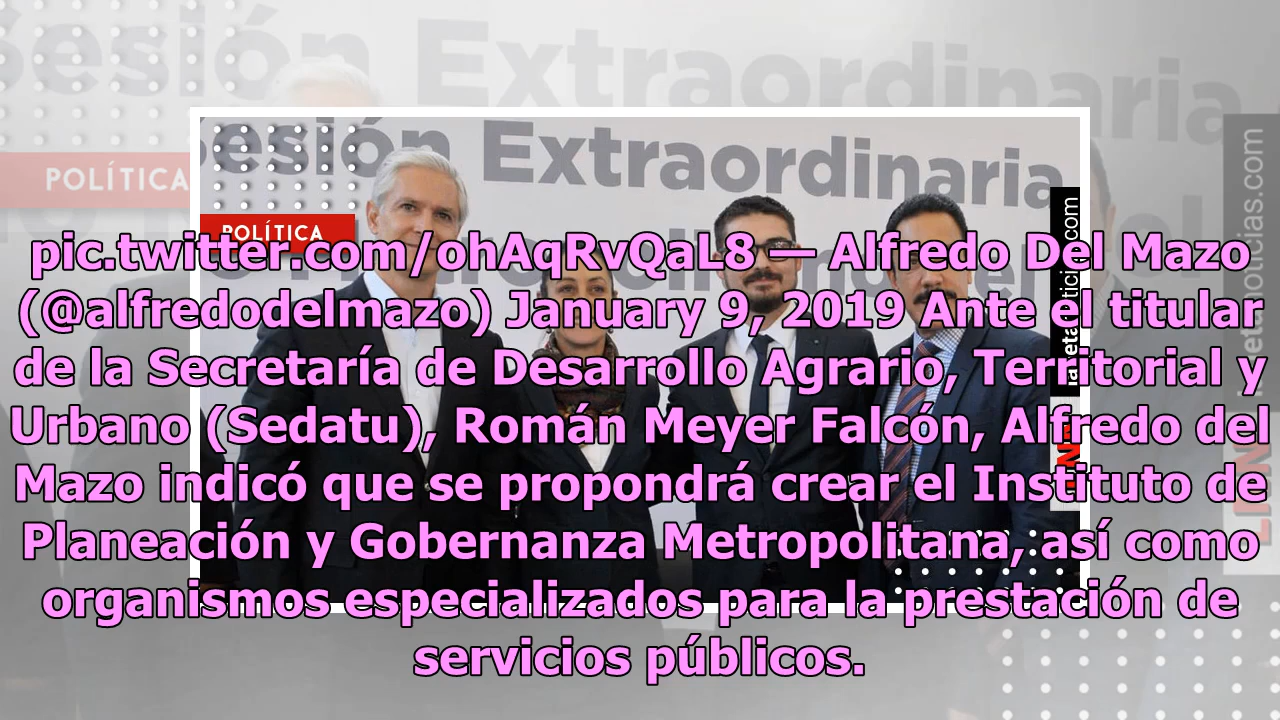 Sesión Extraordinaria
POLÍTICA
Sesión Extraordinaria
POLÍTICA
pic.twitter.com/ohAqRvQaL8 — Alfredo Del Mazo
(@alfredodelmazo) January 9, 2019 Ante el titular
de la Secretaría de Desarrollo Agrario, Territorial y
Urbano (Sedatu), Román Meyer Falcón, Alfredo del
Mazo indicó que se propondrá crear el Instituto de
Planeación y Gobernanza Metropolitana, así como
organismos especializados para la prestación de
servicios públicos.